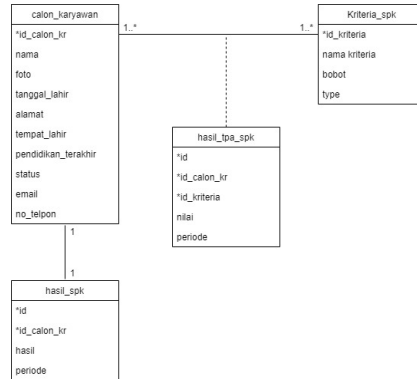 calon_karyawan
*id_calon_kr
nama
foto
tanggal_lahir
alamat
tempat_lahir
pendidikan_terakhir
status
email
no_telpon
1..*
1..*
Kriteria_spk
*id_kriteria
nama kriteria
bobot
type
hasil_tpa_spk
*id
*id_calon_kr
*id_kriteria
nilai
periode
1
1
hasil_spk
*id
*id_calon_kr
hasil
periode